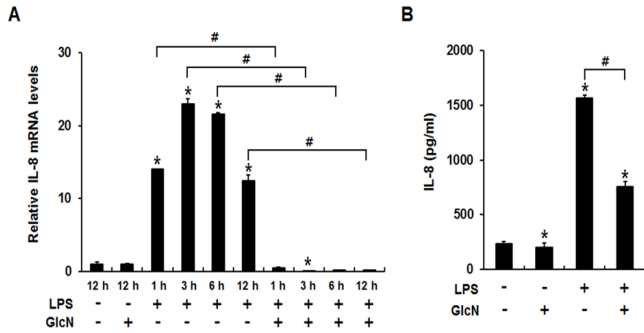 A
Relative IL-8 mRNA levels
30
20
10
0
#
#
#
#
* * * * *
12 h 12 h 1 h 3 h 6 h 12 h 1 h 3 h 6 h 12 h
LPS - - + + + + + + + +
GlcN - + - - - - + + + +
B
IL-8 (pg/ml)
2000
1500
1000
500
0
#
* * *
LPS - - + +
GlcN - + - +